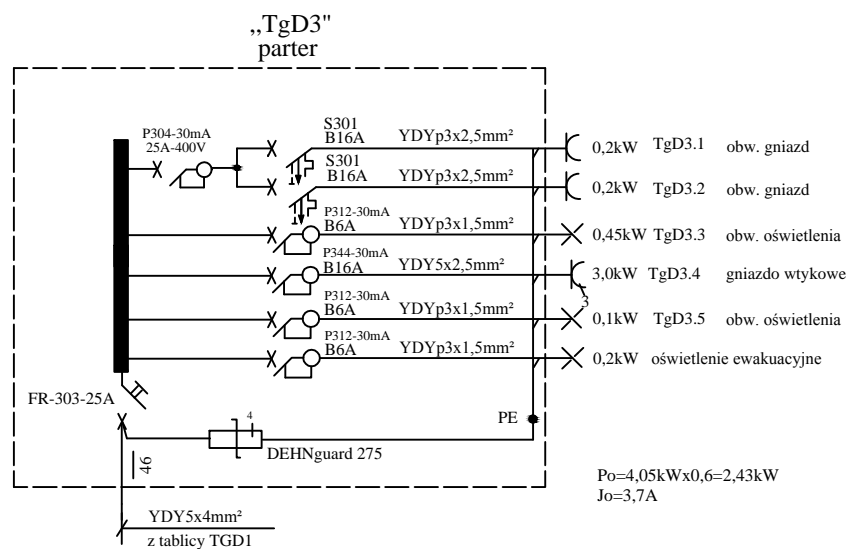 „TgD3"
parter
P304-30mA
25A-400V
S301
B16A
YDYp3x2,5mm²
0,2kW TgD3.1 obw. gniazd
S301
B16A
YDYp3x2,5mm²
0,2kW TgD3.2 obw. gniazd
P312-30mA
B6A
YDYp3x1,5mm²
0,45kW TgD3.3 obw. oświetlenia
P344-30mA
B16A
YDY5x2,5mm²
3,0kW TgD3.4 gniazdo wtykowe
3
P312-30mA
B6A
YDYp3x1,5mm²
0,1kW TgD3.5 obw. oświetlenia
P312-30mA
B6A
YDYp3x1,5mm²
0,2kW oświetlenie ewakuacyjne
FR-303-25A
PE
4
DEHNguard 275
46
Po=4,05kWx0,6=2,43kW
Jo=3,7A
YDY5x4mm²
z tablicy TGD1